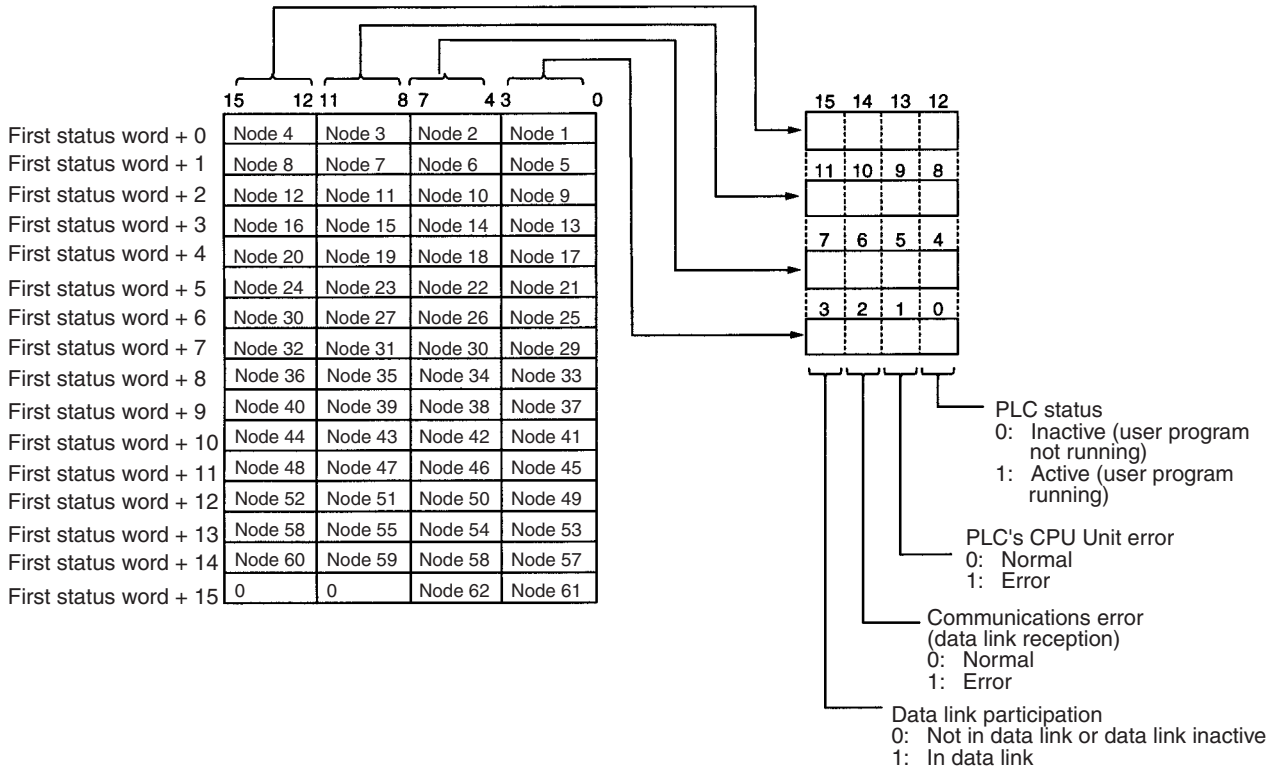 15 12 11 8 7 4 3 0
First status word + 0 Node 4 Node 3 Node 2 Node 1
First status word + 1 Node 8 Node 7 Node 6 Node 5
First status word + 2 Node 12 Node 11 Node 10 Node 9
First status word + 3 Node 16 Node 15 Node 14 Node 13
First status word + 4 Node 20 Node 19 Node 18 Node 17
First status word + 5 Node 24 Node 23 Node 22 Node 21
First status word + 6 Node 30 Node 27 Node 26 Node 25
First status word + 7 Node 32 Node 31 Node 30 Node 29
First status word + 8 Node 36 Node 35 Node 34 Node 33
First status word + 9 Node 40 Node 39 Node 38 Node 37
First status word + 10 Node 44 Node 43 Node 42 Node 41
First status word + 11 Node 48 Node 47 Node 46 Node 45
First status word + 12 Node 52 Node 51 Node 50 Node 49
First status word + 13 Node 58 Node 55 Node 54 Node 53
First status word + 14 Node 60 Node 59 Node 58 Node 57
First status word + 15 0 0 Node 62 Node 61
15 14 13 12
11 10 9 8
7 6 5 4
3 2 1 0
PLC status
0: Inactive (user program
not running)
1: Active (user program
running)
PLC's CPU Unit error
0: Normal
1: Error
Communications error
(data link reception)
0: Normal
1: Error
Data link participation
0: Not in data link or data link inactive
1: In data link